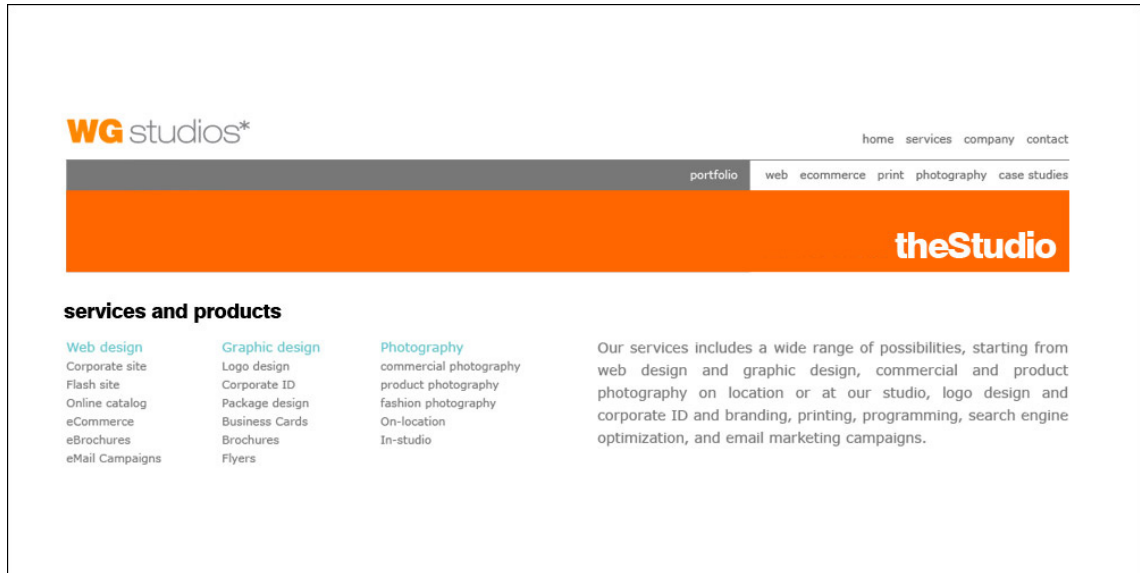 WG studios*
home services company contact
portfolio web ecommerce print photography case studies
theStudio
services and products
Web design
Corporate site
Flash site
Online catalog
eCommerce
eBrochures
eMail Campaigns
Graphic design
Logo design
Corporate ID
Package design
Business Cards
Brochures
Flyers
Photography
commercial photography
product photography
fashion photography
On-location
In-studio
Our services includes a wide range of possibilities, starting from
web design and graphic design, commercial and product
photography on location or at our studio, logo design and
corporate ID and branding, printing, programming, search engine
optimization, and email marketing campaigns.